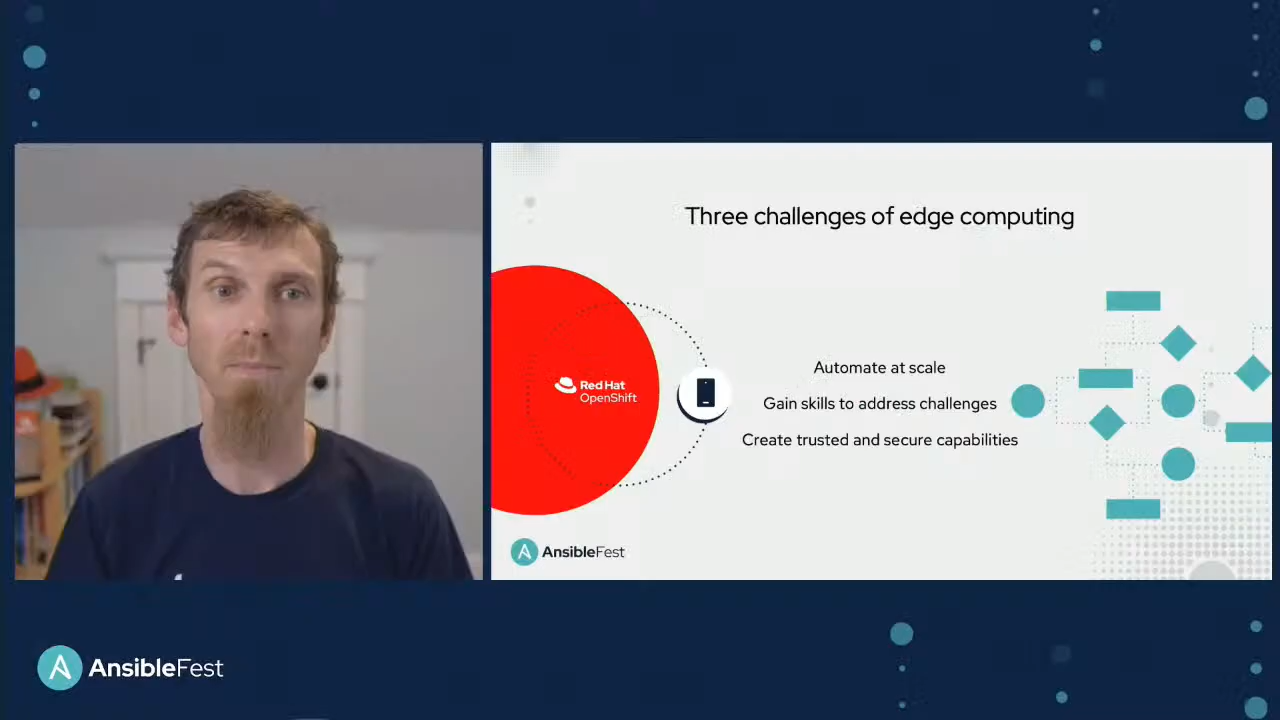 Three challenges of edge computing
Red Hat
OpenShift
Automate at scale
Gain skills to address challenges
Create trusted and secure capabilities
AnsibleFest
AnsibleFest